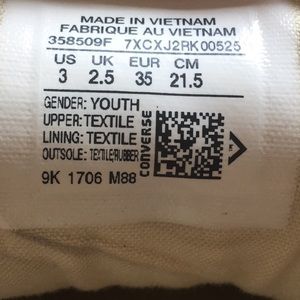 MADE IN VIETNAM
FABRIQUE AU VIETNAM
358509F 7XCXJ2RK00525
US UK EUR CM
3 2.5 35 21.5
GENDER: YOUTH
UPPER: TEXTILE
LINING: TEXTILE
OUTSOLE: TEXTILE/RUBBER
CONVERSE
9K 1706 M88